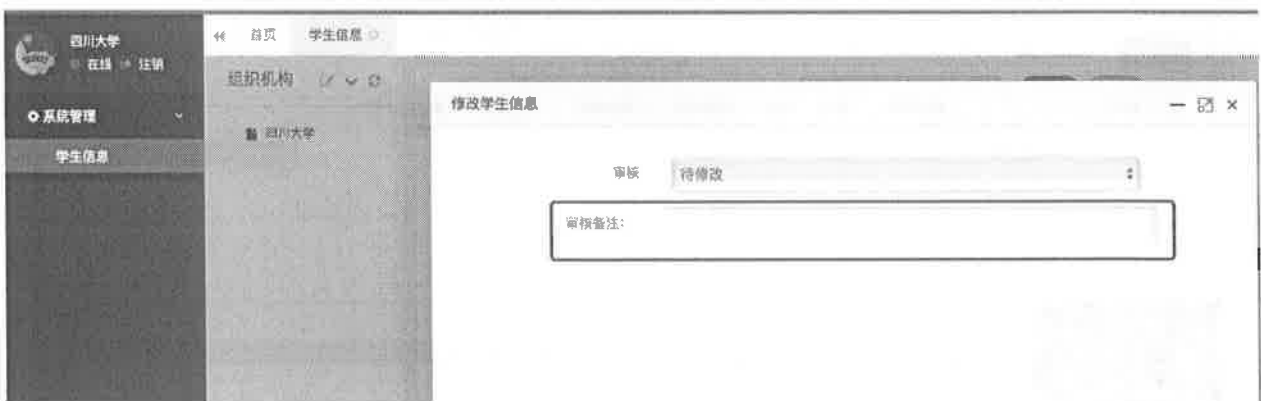 四川大学
在线 注销
首页 学生信息
组织机构
系统管理
四川大学
学生信息
修改学生信息
审核 待修改
审核备注: